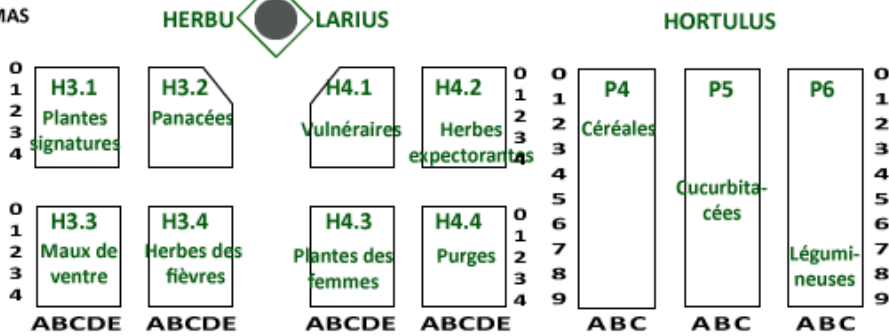 MAS
HERBU LARIUS
HORTULUS
0
1
2
3
4
H3.1
Plantes
signatures
H3.2
Panacées
H4.1
Vulnéraires
H4.2
Herbes
expectorantes
0
1
2
3
4
0
1
2
3
4
5
6
7
8
9
P4
Céréales
P5
Cucurbita-
cées
P6
Légumi-
neuses
0
1
2
3
4
5
6
7
8
9
0
1
2
3
4
H3.3
Maux de
ventre
H3.4
Herbes des
fièvres
H4.3
Plantes des
femmes
H4.4
Purges
0
1
2
3
4
ABCDE ABCDE ABCDE ABCDE ABC ABC ABC